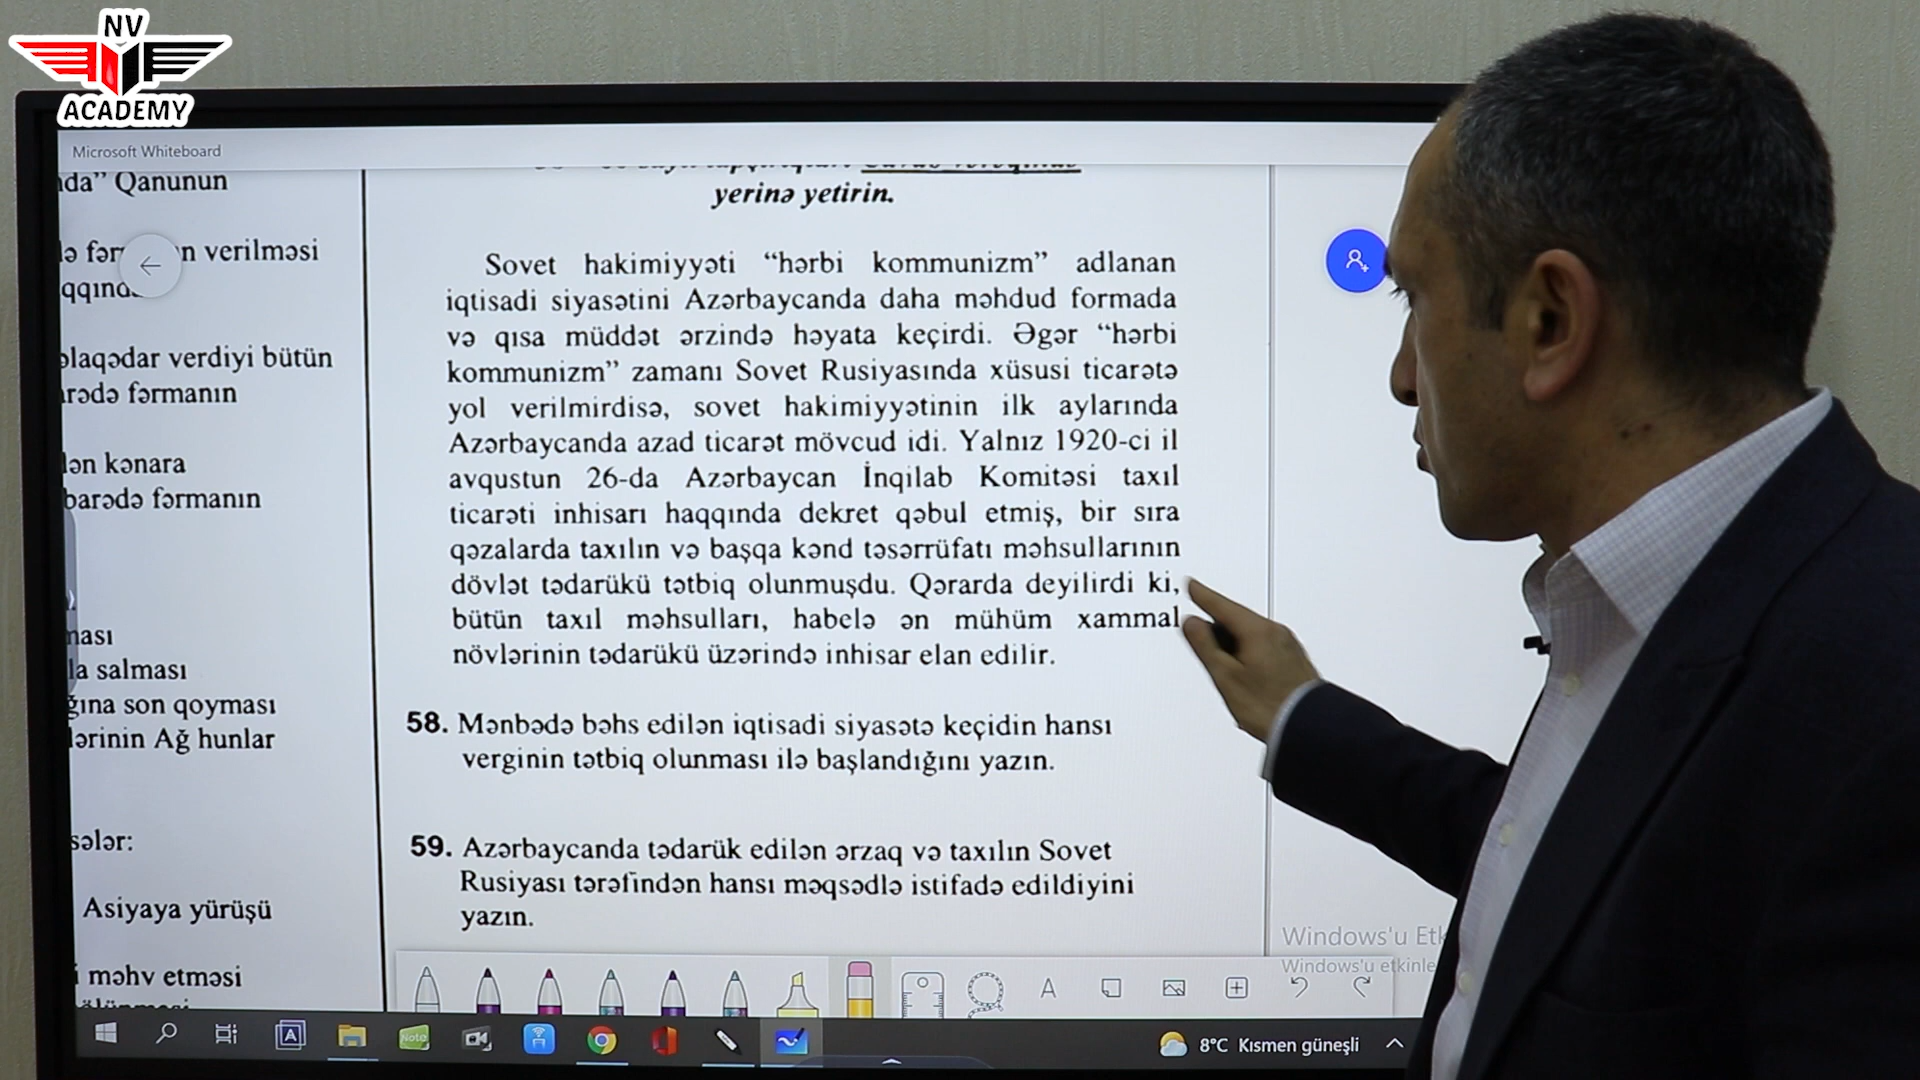 NV
ACADEMY
Microsoft Whiteboard
nda” Qanunun
n verilməsi
əlaqədar verdiyi bütün
rədə fərmanın
lən kənara
barədə fərmanın
ması
la salması
ğına son qoyması
lərinin Ağ hunlar
sələr:
Asiyaya yürüşü
i məhv etməsi
yerinə yetirin.
Sovet hakimiyyəti “hərbi kommunizm” adlanan
iqtisadi siyasətini Azərbaycanda daha məhdud formada
və qısa müddət ərzində həyata keçirdi. Əgər “hərbi
kommunizm” zamanı Sovet Rusiyasında xüsusi ticarətə
yol verilmirdisə, sovet hakimiyyətinin ilk aylarında
Azərbaycanda azad ticarət mövcud idi. Yalnız 1920-ci il
avqustun 26-da Azərbaycan İnqilab Komitəsi taxıl
ticarəti inhisarı haqqında dekret qəbul etmiş, bir sıra
qəzalarda taxılın və başqa kənd təsərrüfatı məhsullarının
dövlət tədarükü tətbiq olunmuşdu. Qərarda deyilirdi ki,
bütün taxıl məhsulları, habelə ən mühüm xammal
növlərinin tədarükü üzərində inhisar elan edilir.
58. Mənbədə bəhs edilən iqtisadi siyasətə keçidin hansı
verginin tətbiq olunması ilə başlandığını yazın.
59. Azərbaycanda tədarük edilən ərzaq və taxılın Sovet
Rusiyası tərəfindən hansı məqsədlə istifadə edildiyini
yazın.
Windows'u Etk
Windows'u etkinle
A
A
Note
8°C Kısmen güneşli